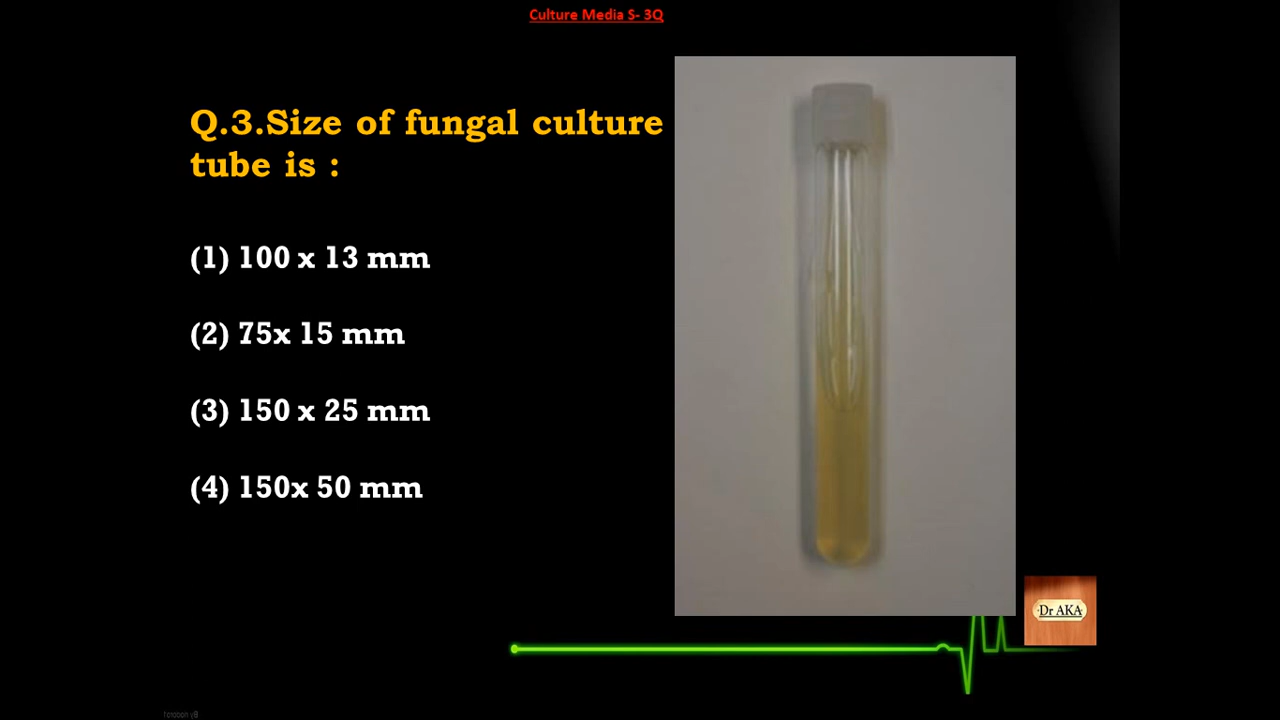 Culture Media S- 3Q
Q.3.Size of fungal culture
tube is :
(1) 100 x 13 mm
(2) 75x 15 mm
(3) 150 x 25 mm
(4) 150x 50 mm
Dr AKA